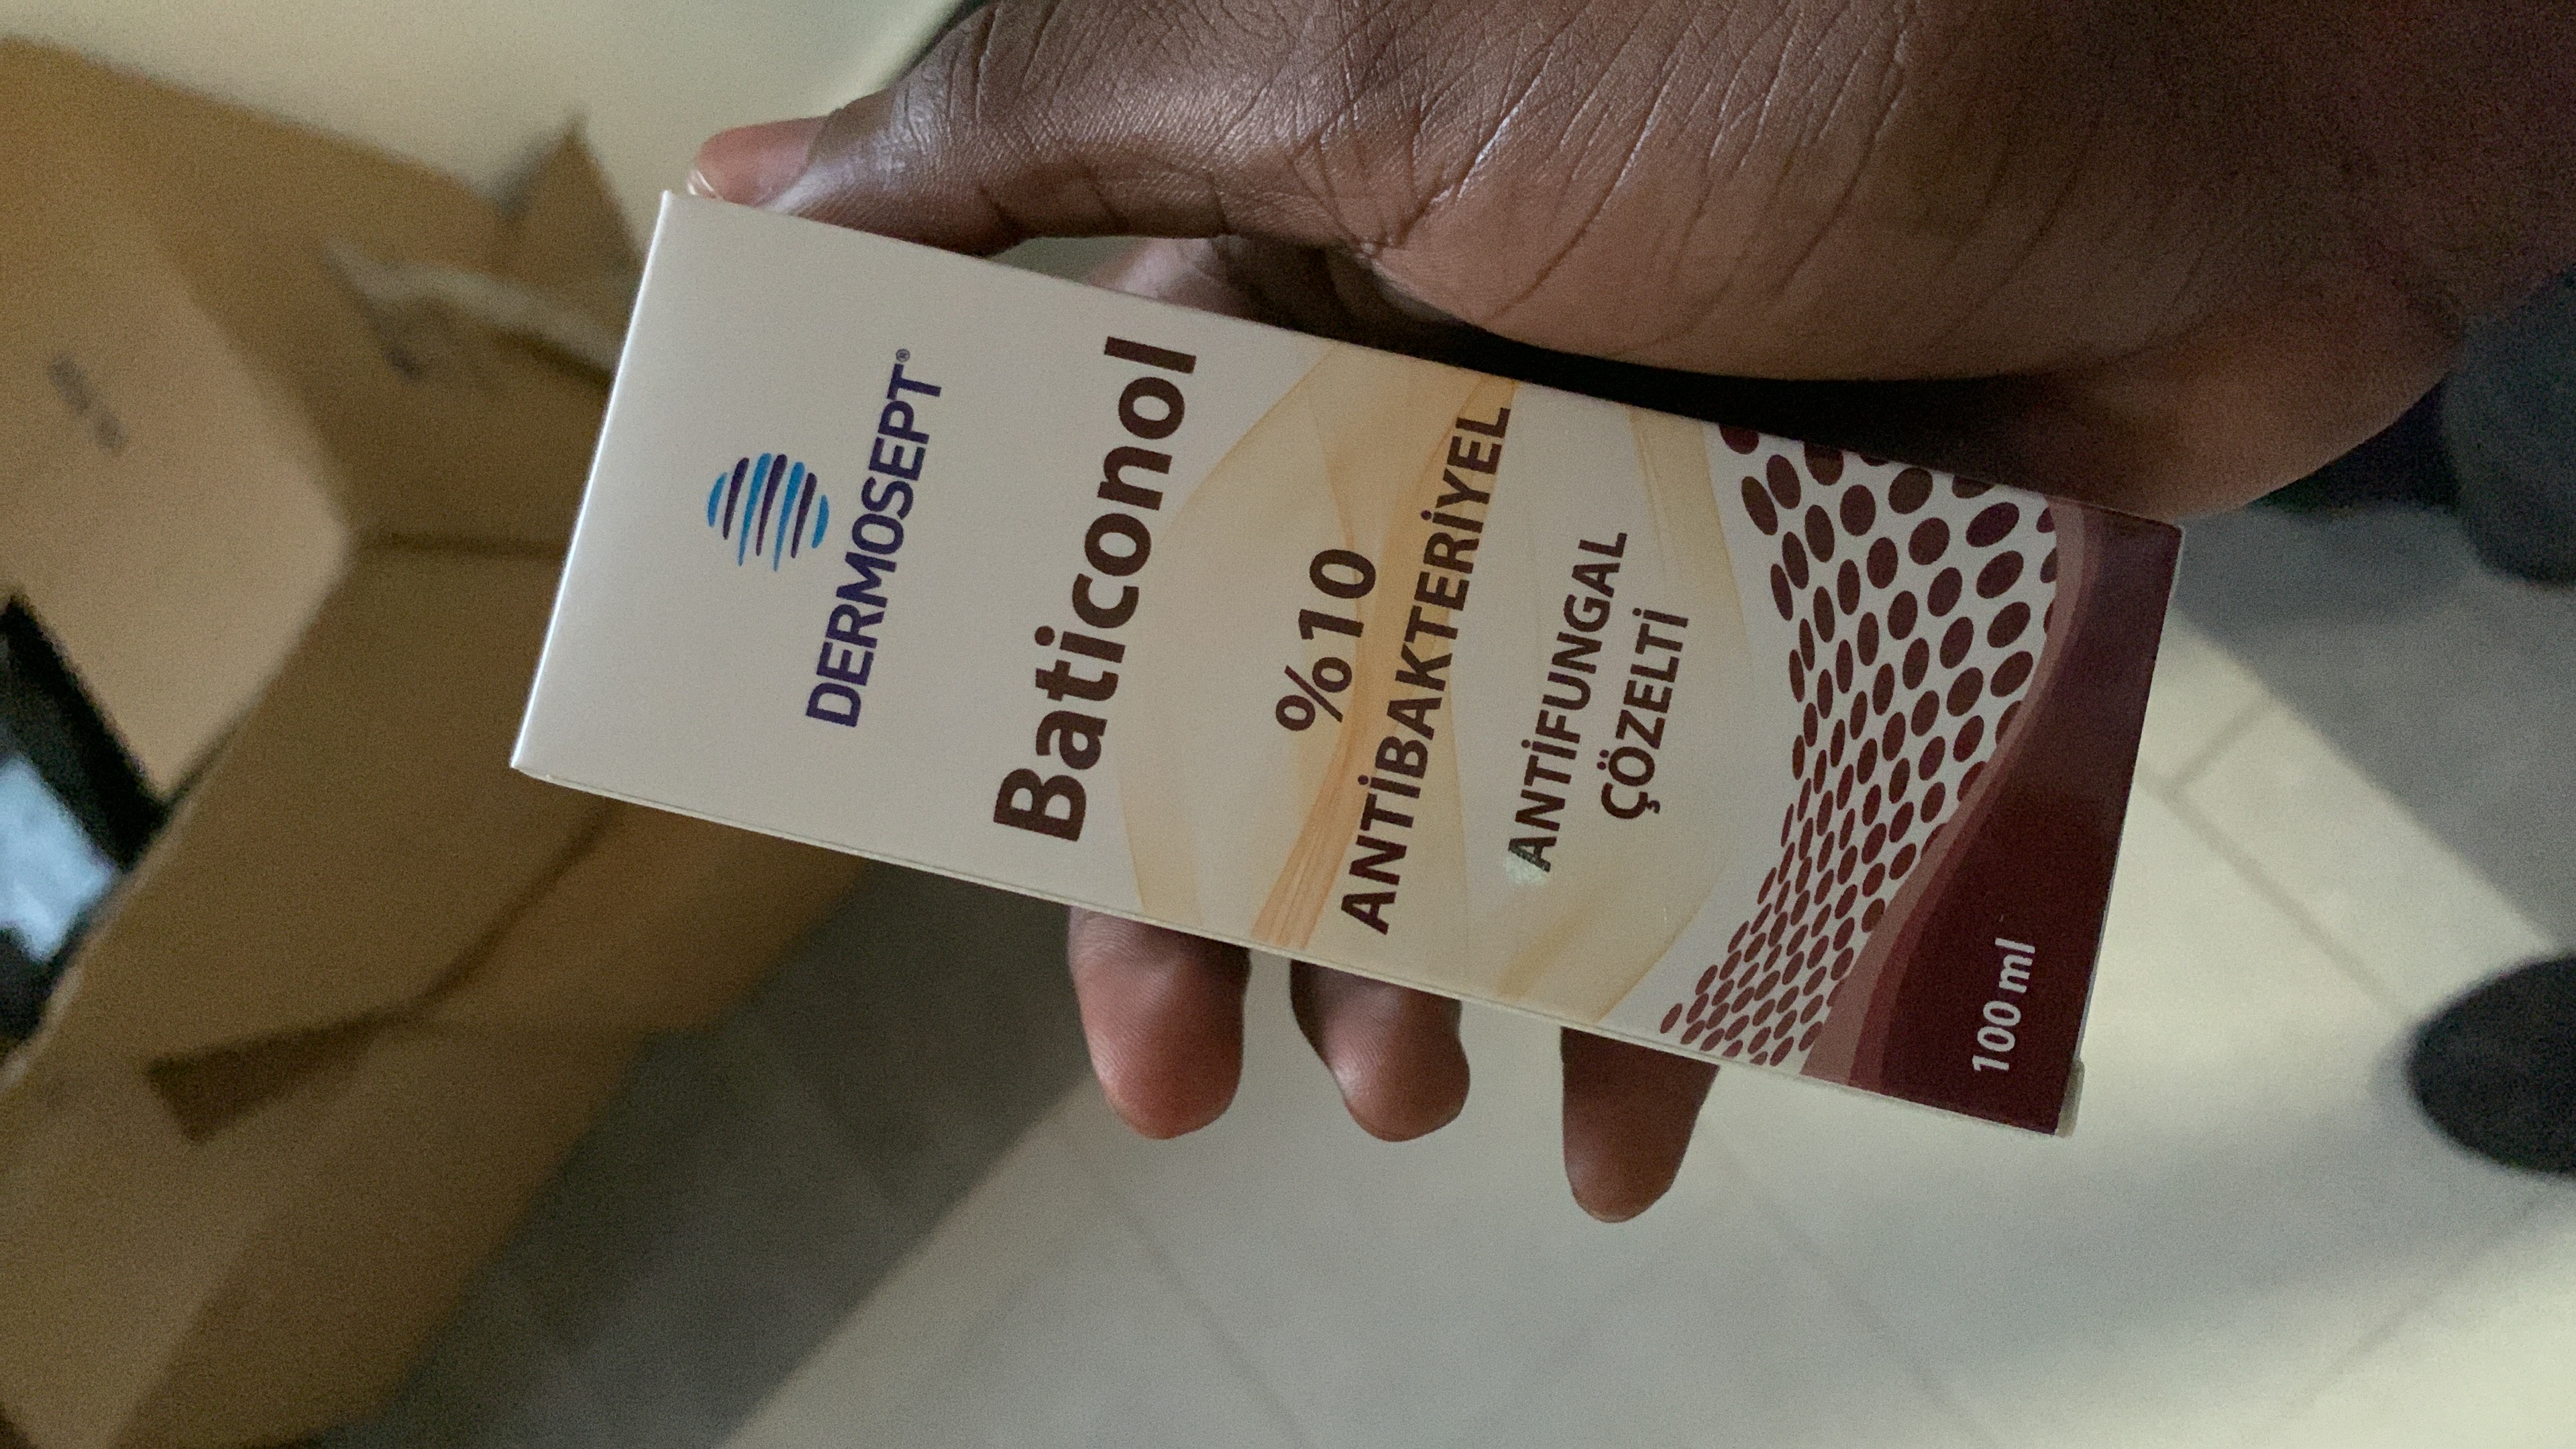 DERMOSEPT®
Baticonol
%10
ANTİBAKTERİYEL
ANTİFUNGAL
ÇÖZELTİ
100 ml